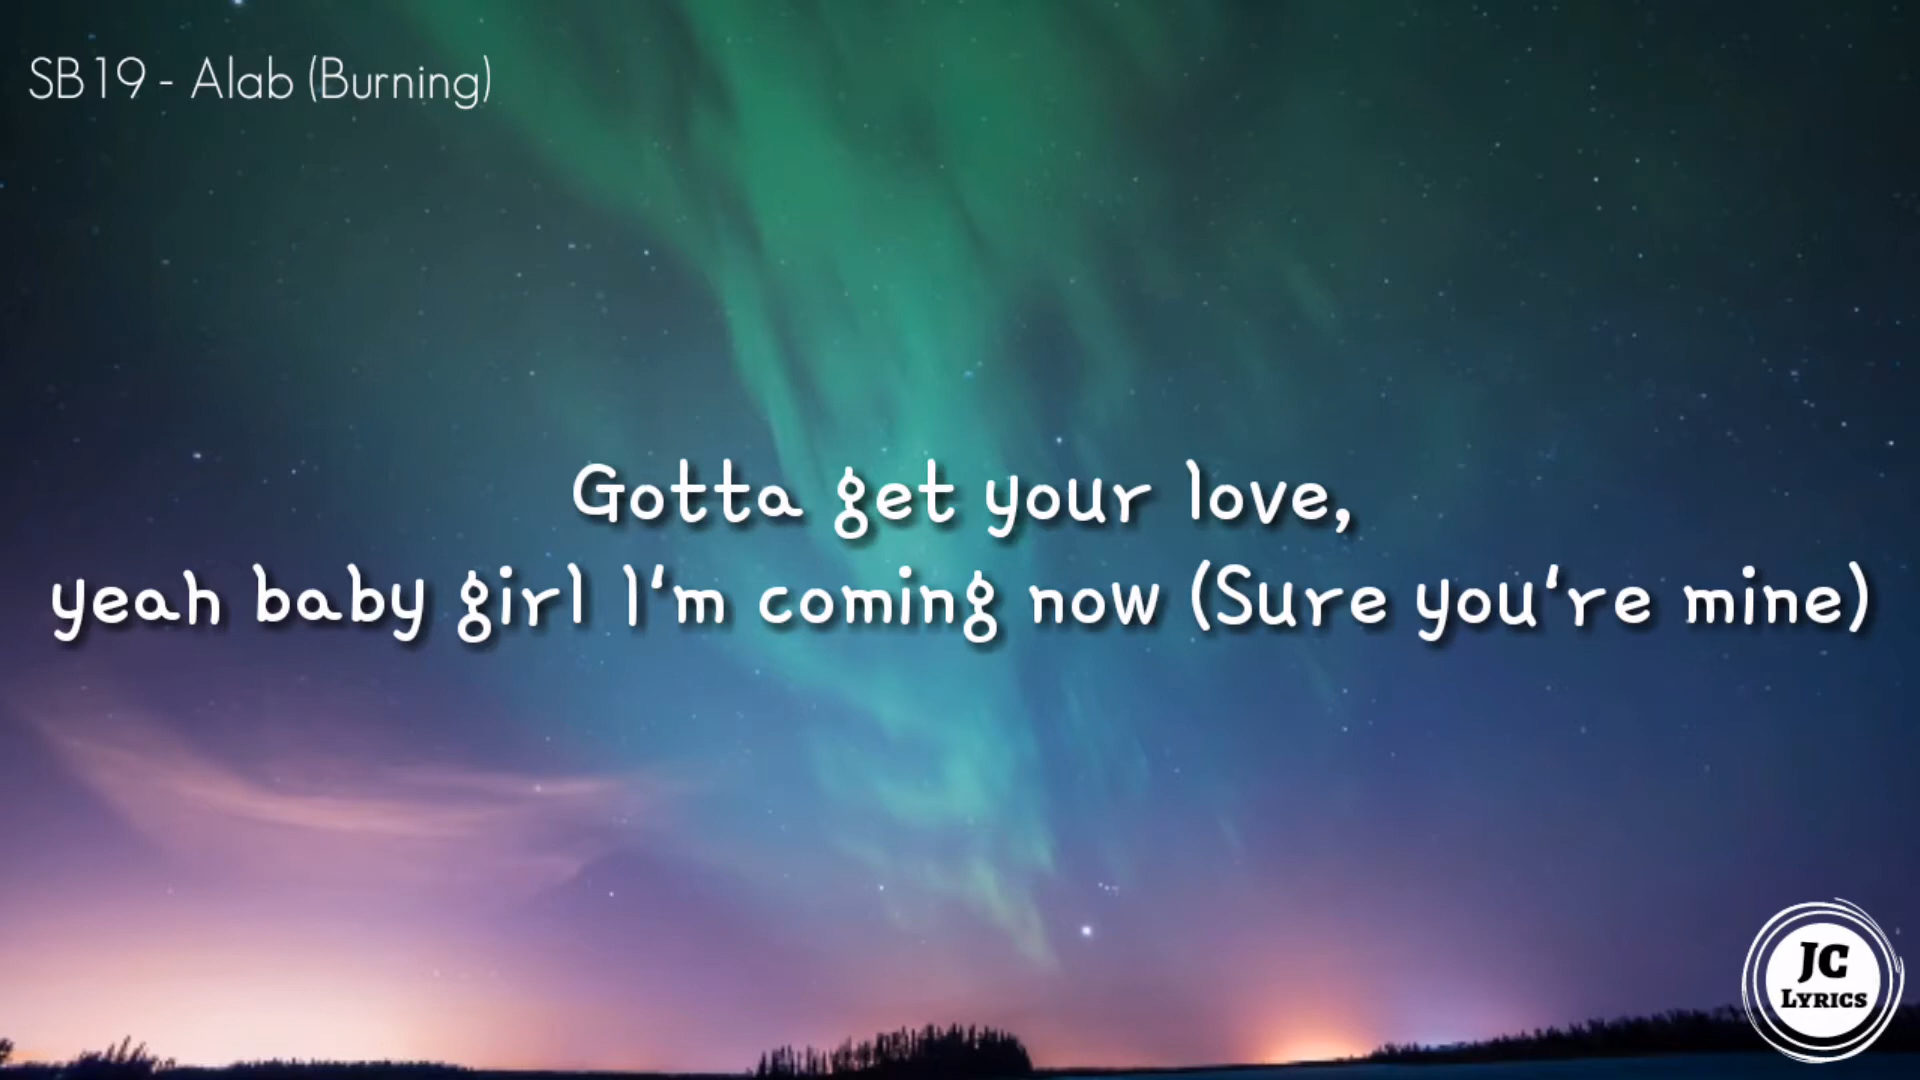 SB19 - Alab (Burning)
Gotta get your love,
yeah baby girl I'm coming now (Sure you're mine)
JC
LYRICS